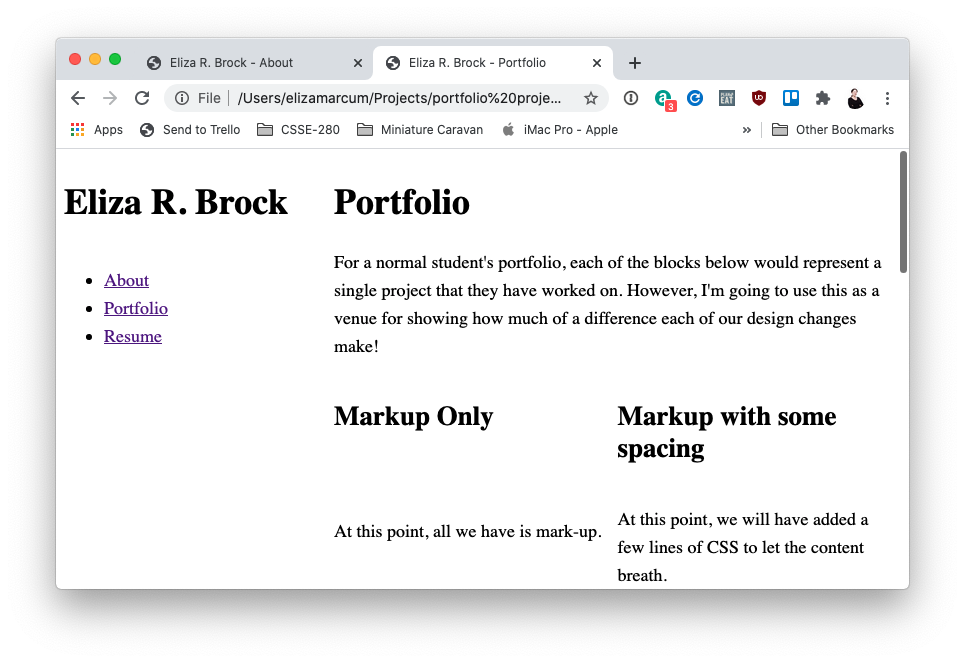 Eliza R. Brock - About
Eliza R. Brock - Portfolio
File
/Users/elizamarcum/Projects/portfolio%20proje...
3
Apps
Send to Trello
CSSE-280
Miniature Caravan
iMac Pro - Apple
»
Other Bookmarks
Eliza R. Brock
About
Portfolio
Resume
Portfolio
For a normal student's portfolio, each of the blocks below would represent a
single project that they have worked on. However, I'm going to use this as a
venue for showing how much of a difference each of our design changes
make!
Markup Only
At this point, all we have is mark-up.
Markup with some
spacing
At this point, we will have added a
few lines of CSS to let the content
breath.